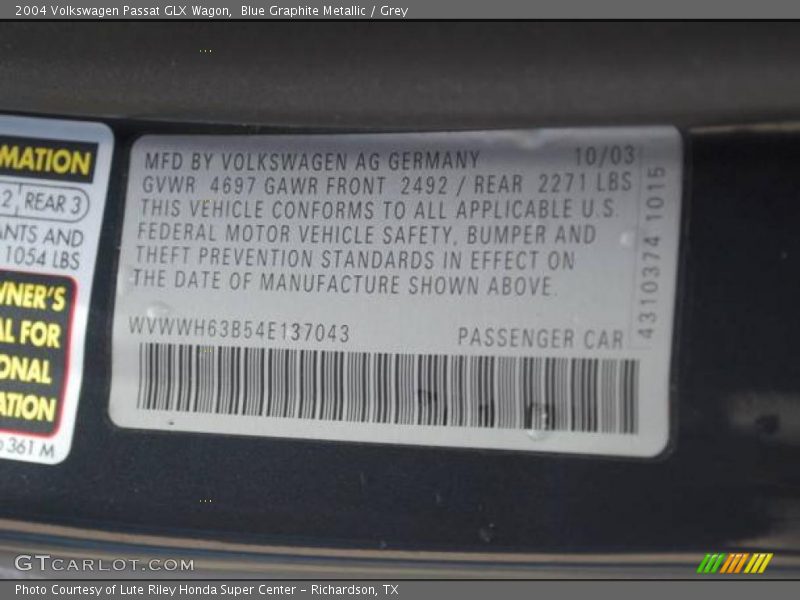 2004 Volkswagen Passat GLX Wagon,  Blue Graphite Metallic / Grey
MATION
2 REAR 3
ANTS AND
1054 LBS
WNER'S
AL FOR
ONAL
ATION
361 M
MFD BY VOLKSWAGEN AG GERMANY 10/03
GVWR 4697 GAWR FRONT 2492 / REAR 2271 LBS
THIS VEHICLE CONFORMS TO ALL APPLICABLE U.S.
FEDERAL MOTOR VEHICLE SAFETY, BUMPER AND
THEFT PREVENTION STANDARDS IN EFFECT ON
THE DATE OF MANUFACTURE SHOWN ABOVE.
WVWWH63B54E137043 PASSENGER CAR
4310374 1015
GTCARLOT.COM
Photo Courtesy of Lute Riley Honda Super Center - Richardson, TX